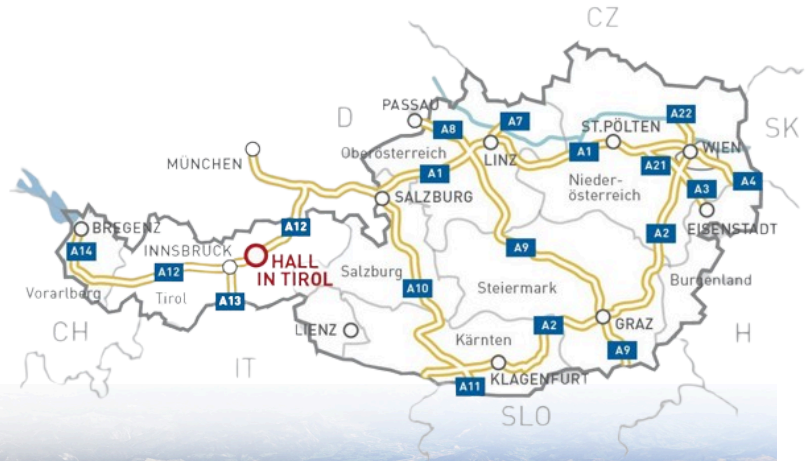 CZ
PASSAU
A7
A22
D
A8
ST.PÖLTEN
SK
Oberösterreich
LINZ
A1
WIEN
MÜNCHEN
A1
A21
Nieder-
österreich
A3
A4
SALZBURG
EISENSTADT
BREGENZ
A12
A2
A14
INNSBRUCK
HALL
IN TIROL
A9
A12
Salzburg
A10
Steiermark
Burgenland
Vorarlberg
Tirol
A13
CH
LIENZ
A2
GRAZ
H
Kärnten
A9
IT
KLAGENFURT
A11
SLO